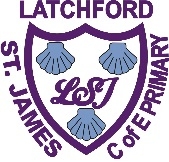 LATCHFORD
ST. JAMES
LSJ
C of E PRIMARY